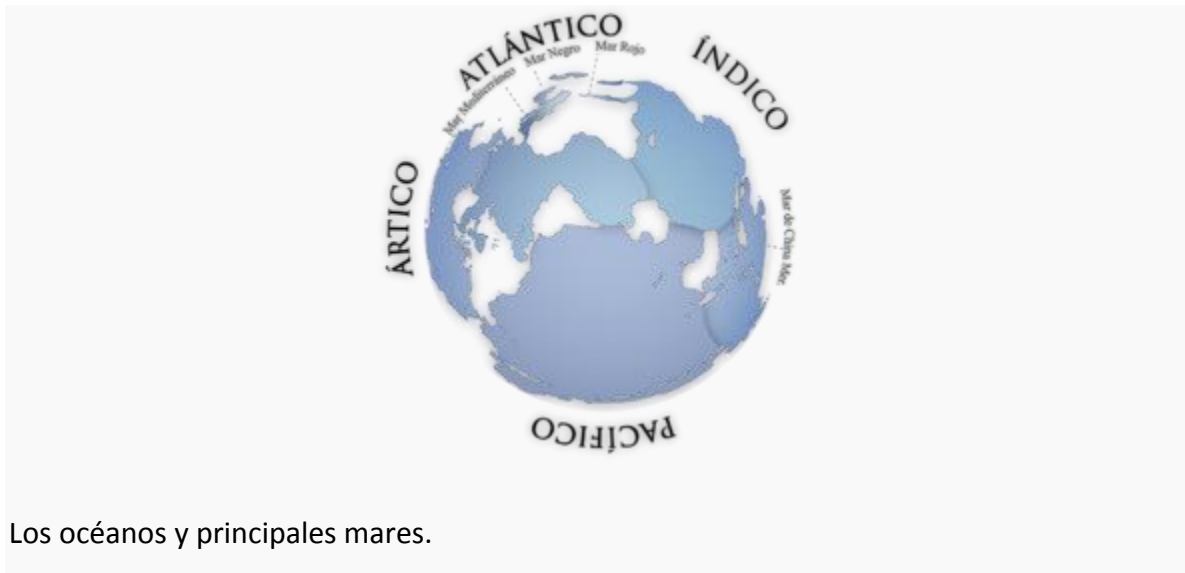 ATLÁNTICO
Mar Negro
Mar Rojo
Mar Mediterráneo
ÍNDICO
ÁRTICO
Mar de China Mer.
PACÍFICO
Los océanos y principales mares.